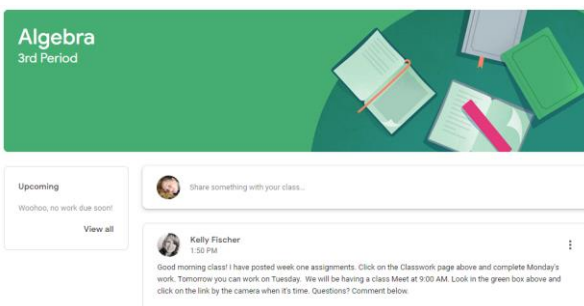 Algebra
3rd Period
Upcoming
Woohoo, no work due soon!
View all
Share something with your class...
Kelly Fischer
1:50 PM
Good morning class! I have posted week one assignments. Click on the Classwork page above and complete Monday's
work. Tomorrow you can work on Tuesday. We will be having a class Meet at 9:00 AM. Look in the green box above and
click on the link by the camera when it's time. Questions? Comment below.